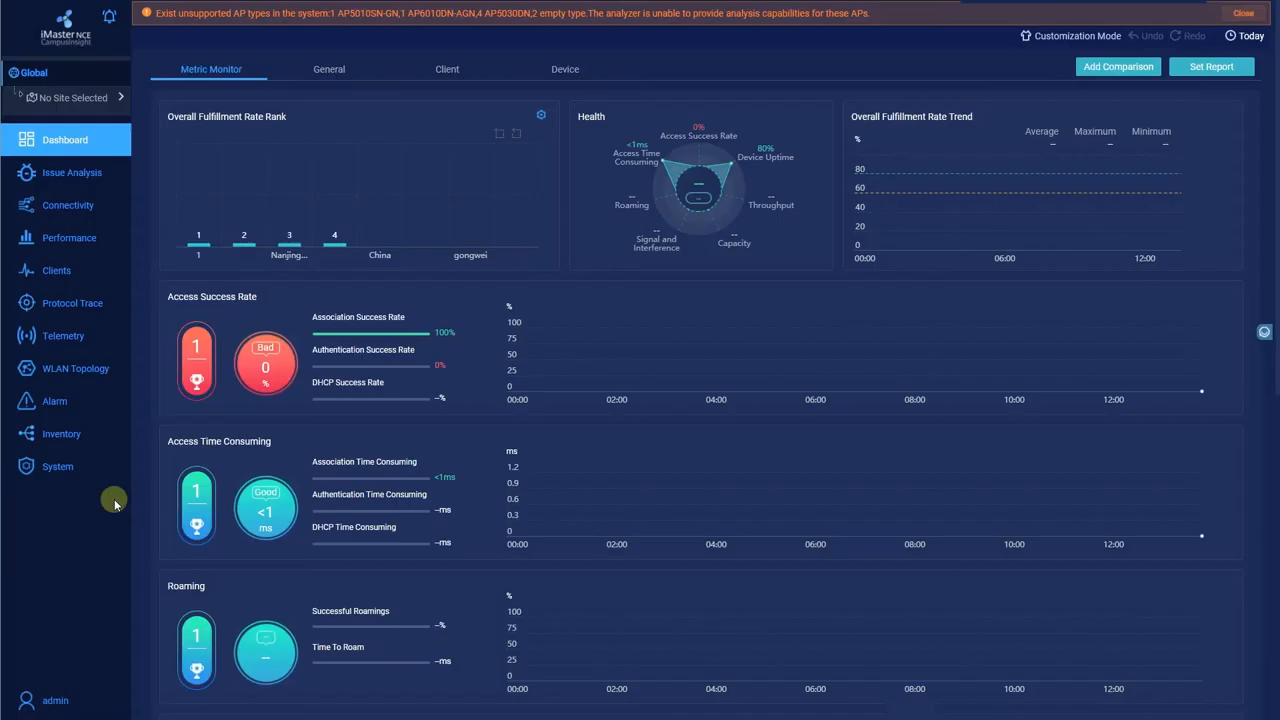 iMaster NCE
CampusInsight
Exist unsupported AP types in the system:1 AP5010SN-GN,1 AP6010DN-AGN,4 AP5030DN,2 empty type.The analyzer is unable to provide analysis capabilities for these APs.
Close
Customization Mode
Undo
Redo
Today
Global
No Site Selected
Dashboard
Issue Analysis
Connectivity
Performance
Clients
Protocol Trace
Telemetry
WLAN Topology
Alarm
Inventory
System
admin
Metric Monitor
General
Client
Device
Add Comparison
Set Report
Overall Fulfillment Rate Rank
1 2 3 4
1 Nanjing... China gongwei
Health
0%
Access Success Rate
<1ms
Access Time
Consuming
80%
Device Uptime
--
Roaming
--
Throughput
--
Signal and
Interference
--
Capacity
--
--
Overall Fulfillment Rate Trend
Average Maximum Minimum
-- -- --
%
80
60
40
20
0
00:00 06:00 12:00
Access Success Rate
1
Bad
0
%
Association Success Rate
100%
Authentication Success Rate
0%
DHCP Success Rate
--%
%
100
75
50
25
0
00:00 02:00 04:00 06:00 08:00 10:00 12:00
Access Time Consuming
1
Good
<1
ms
Association Time Consuming
<1ms
Authentication Time Consuming
--ms
DHCP Time Consuming
--ms
ms
1.2
0.9
0.6
0.3
0
00:00 02:00 04:00 06:00 08:00 10:00 12:00
Roaming
1
--
--
Successful Roamings
--%
Time To Roam
--ms
%
100
75
50
25
0
00:00 02:00 04:00 06:00 08:00 10:00 12:00